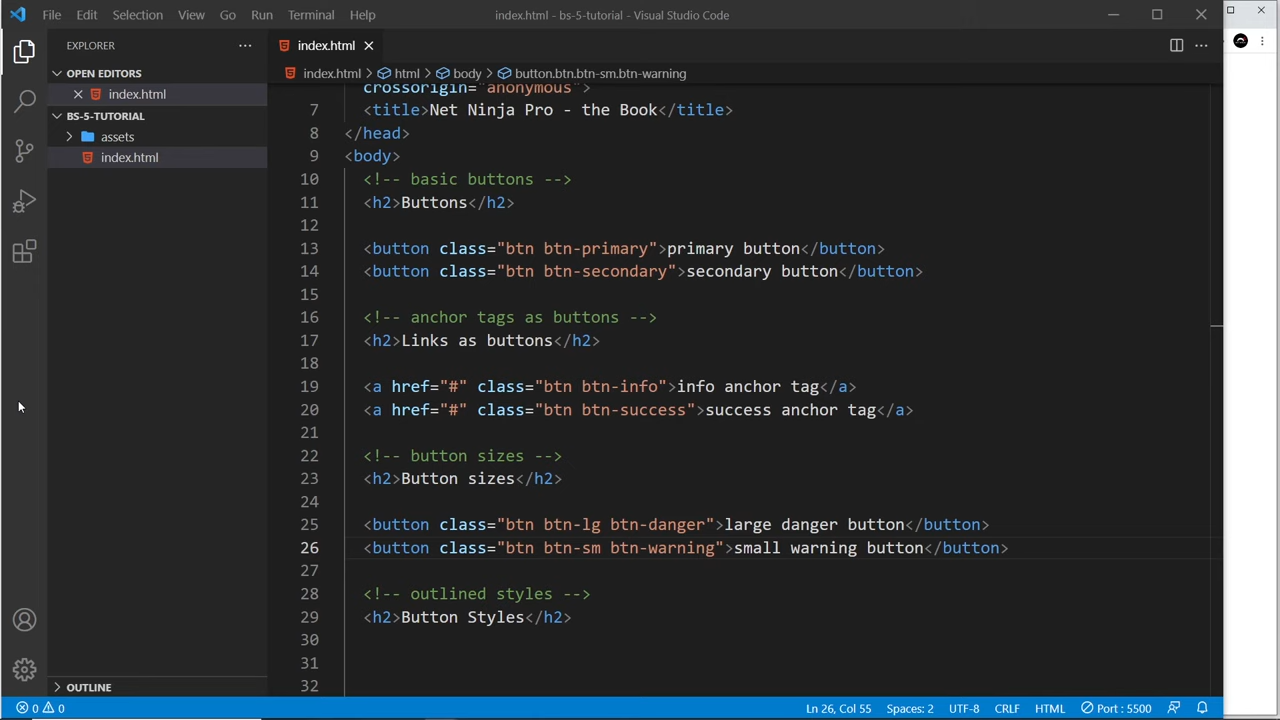 File Edit Selection View Go Run Terminal Help index.html - bs-5-tutorial - Visual Studio Code
EXPLORER ··· index.html
index.html > html > body > button.btn.btn-sm.btn-warning
OPEN EDITORS
index.html
BS-5-TUTORIAL
assets
index.html
OUTLINE
crossorigin="anonymous">
7 <title>Net Ninja Pro - the Book</title>
8 </head>
9 <body>
10 <!-- basic buttons -->
11 <h2>Buttons</h2>
12
13 <button class="btn btn-primary">primary button</button>
14 <button class="btn btn-secondary">secondary button</button>
15
16 <!-- anchor tags as buttons -->
17 <h2>Links as buttons</h2>
18
19 <a href="#" class="btn btn-info">info anchor tag</a>
20 <a href="#" class="btn btn-success">success anchor tag</a>
21
22 <!-- button sizes -->
23 <h2>Button sizes</h2>
24
25 <button class="btn btn-lg btn-danger">large danger button</button>
26 <button class="btn btn-sm btn-warning">small warning button</button>
27
28 <!-- outlined styles -->
29 <h2>Button Styles</h2>
30
31
32
0 0 Ln 26, Col 55 Spaces: 2 UTF-8 CRLF HTML Port : 5500